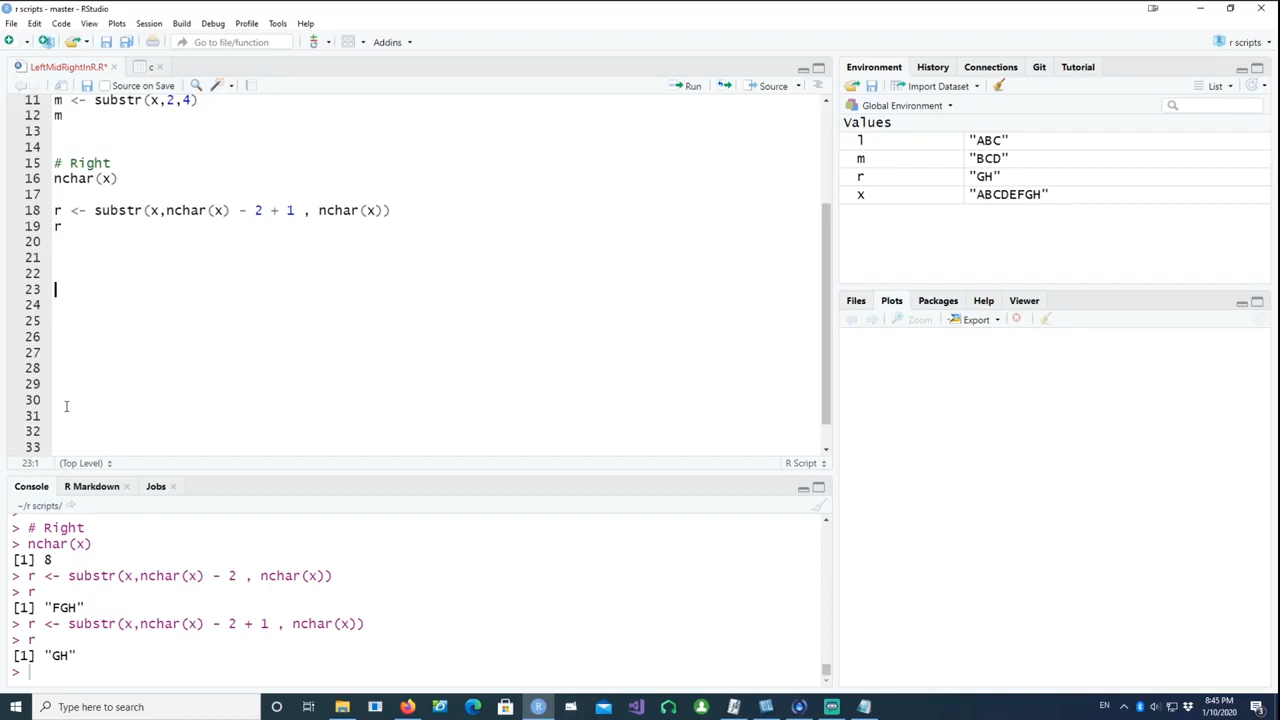 r scripts - master - RStudio
File Edit Code View Plots Session Build Debug Profile Tools Help
Go to file/function Addins r scripts
LeftMidRightInR.R* c
Source on Save Run Source
11 m <- substr(x,2,4)
12 m
13
14
15 # Right
16 nchar(x)
17
18 r <- substr(x,nchar(x) - 2 + 1 , nchar(x))
19 r
20
21
22
23
24
25
26
27
28
29
30
31
32
33
23:1 (Top Level) R Script
Console R Markdown Jobs
~/r scripts/
> # Right
> nchar(x)
[1] 8
> r <- substr(x,nchar(x) - 2 , nchar(x))
> r
[1] "FGH"
> r <- substr(x,nchar(x) - 2 + 1 , nchar(x))
> r
[1] "GH"
>
Environment History Connections Git Tutorial
Import Dataset List
Global Environment
Values
l "ABC"
m "BCD"
r "GH"
x "ABCDEFGH"
Files Plots Packages Help Viewer
Zoom Export
Type here to search
ENG
8:45 PM
1/10/2020